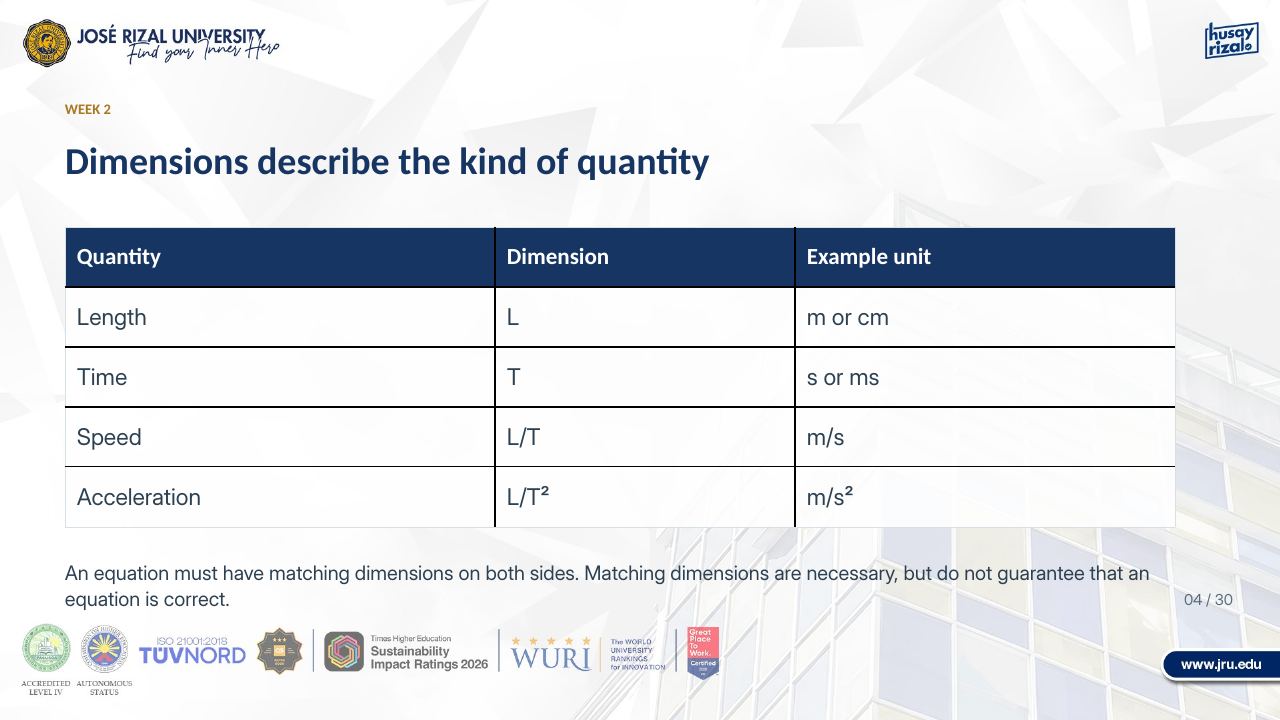 JOSÉ RIZAL UNIVERSITY
Find your Inner Hero
husay
rizal
WEEK 2
Dimensions describe the kind of quantity
Quantity Dimension Example unit
Length L m or cm
Time T s or ms
Speed L/T m/s
Acceleration L/T² m/s²
An equation must have matching dimensions on both sides. Matching dimensions are necessary, but do not guarantee that an
equation is correct.
04 / 30
ACCREDITED
LEVEL IV
AUTONOMOUS
STATUS
ISO 21001:2018
TÜVNORD
Times Higher Education
Sustainability
Impact Ratings 2026
WURI
The WORLD
UNIVERSITY
RANKINGS
for INNOVATION
Great
Place
To
Work.
Certified
www.jru.edu